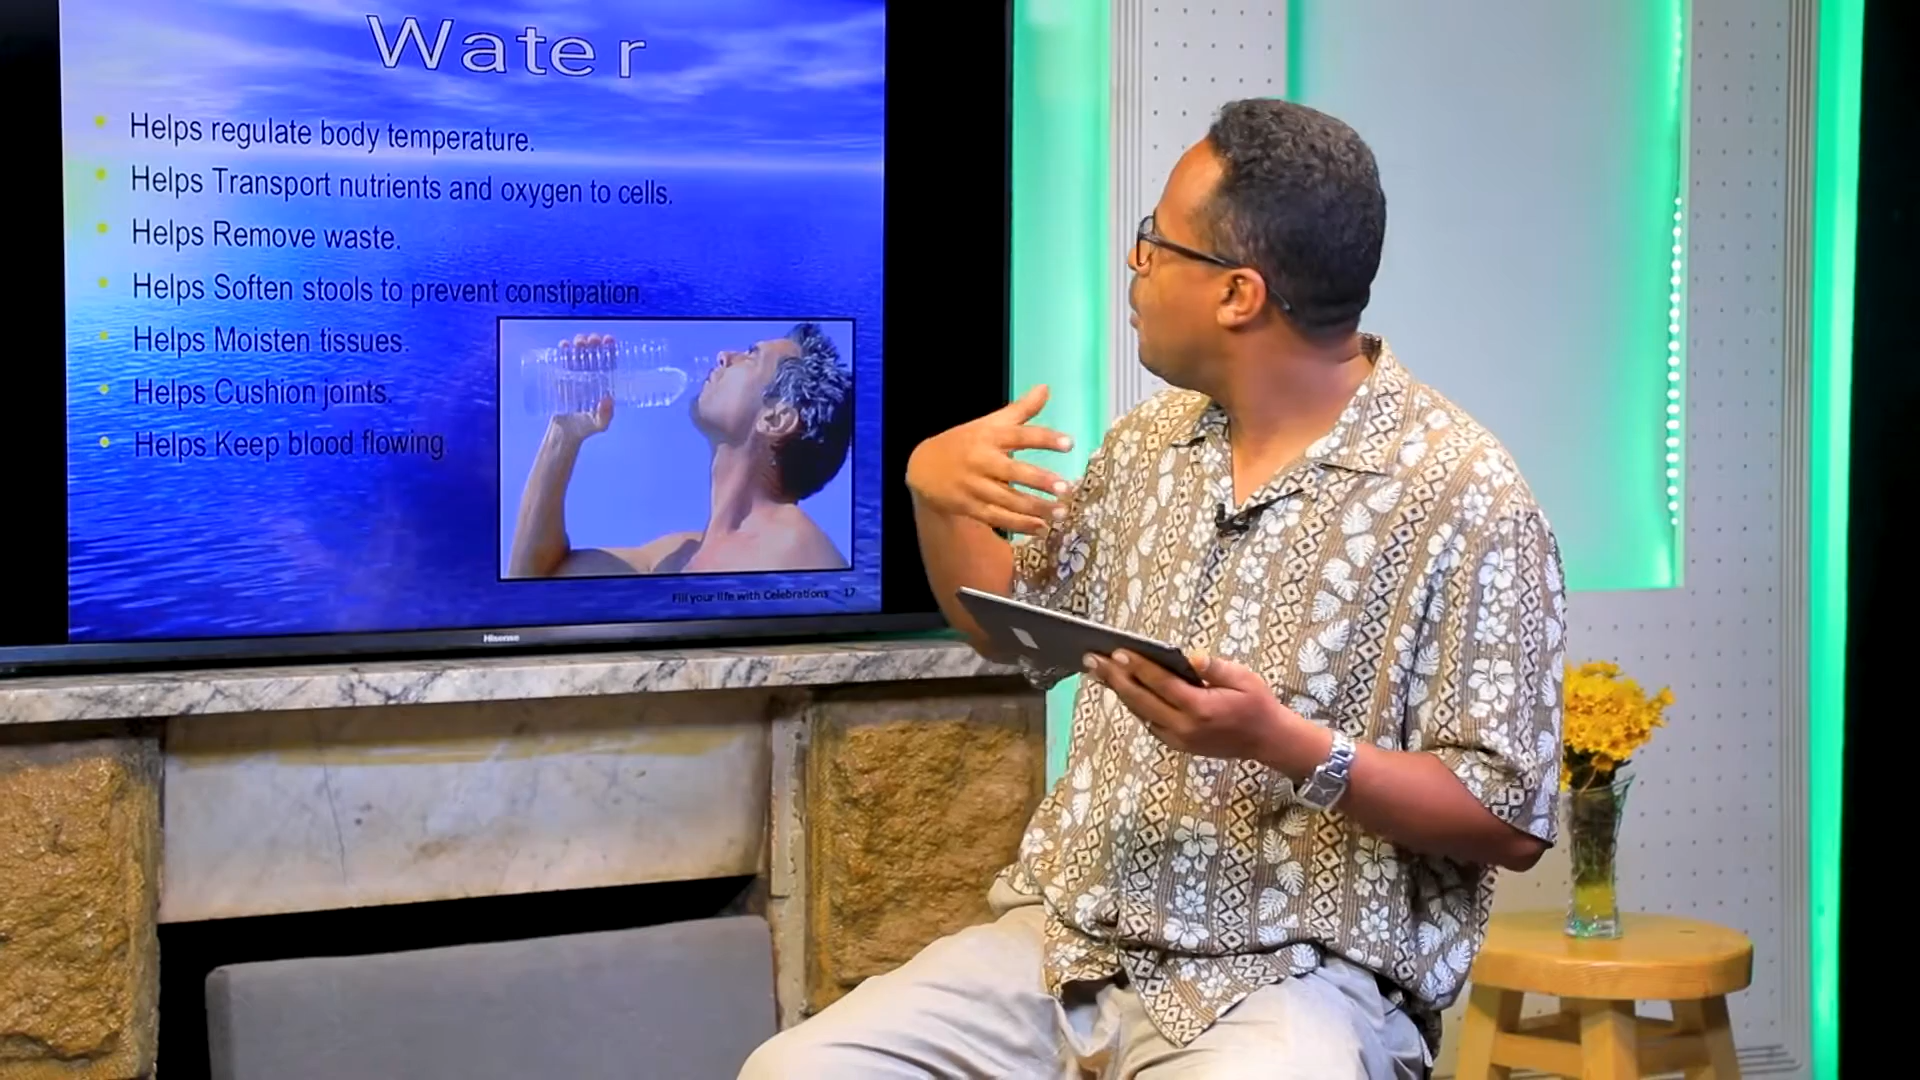 Water
Helps regulate body temperature.
Helps Transport nutrients and oxygen to cells.
Helps Remove waste.
Helps Soften stools to prevent constipation.
Helps Moisten tissues.
Helps Cushion joints.
Helps Keep blood flowing.
Fill your life with Celebrations 17
Hisense